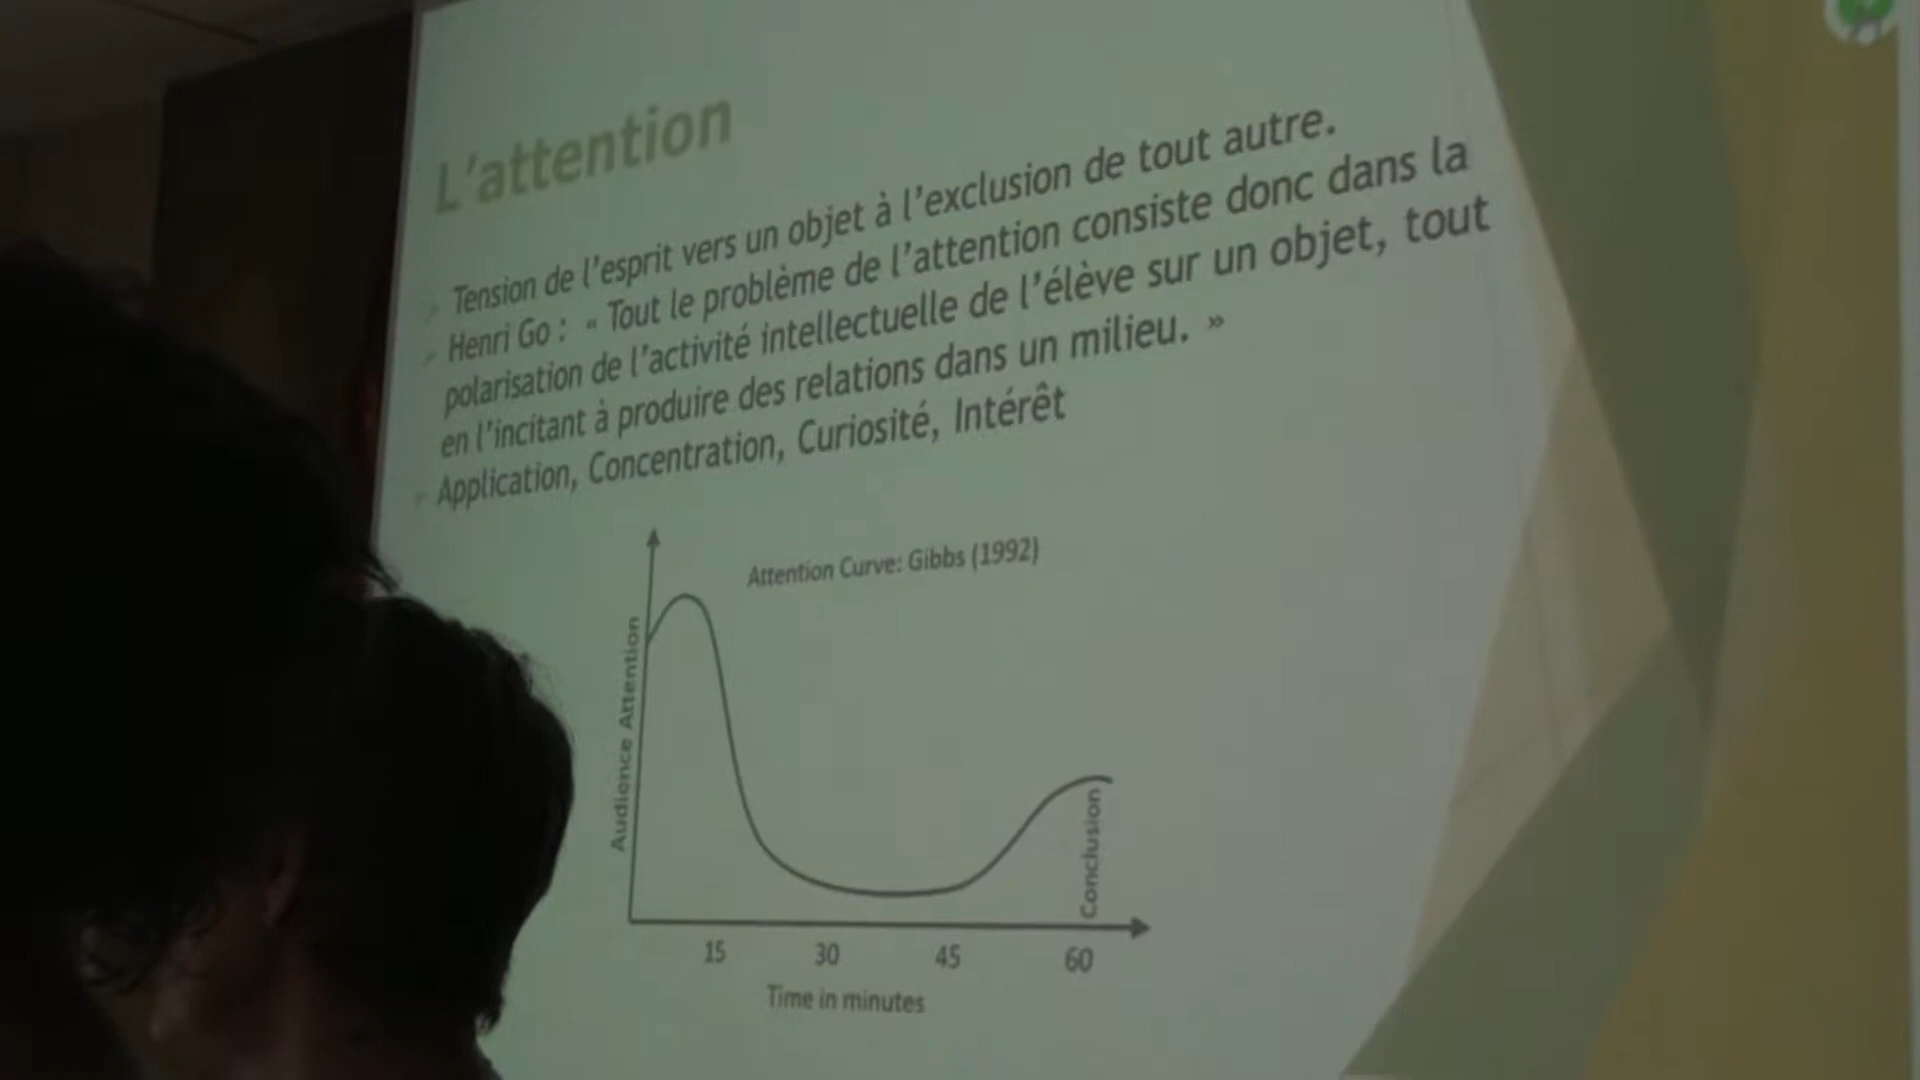 L'attention
Tension de l'esprit vers un objet à l'exclusion de tout autre.
Henri Go : « Tout le problème de l'attention consiste donc dans la
polarisation de l'activité intellectuelle de l'élève sur un objet, tout
en l'incitant à produire des relations dans un milieu. »
Application, Concentration, Curiosité, Intérêt
Attention Curve: Gibbs (1992)
Audience Attention
Conclusion
15 30 45 60
Time in minutes